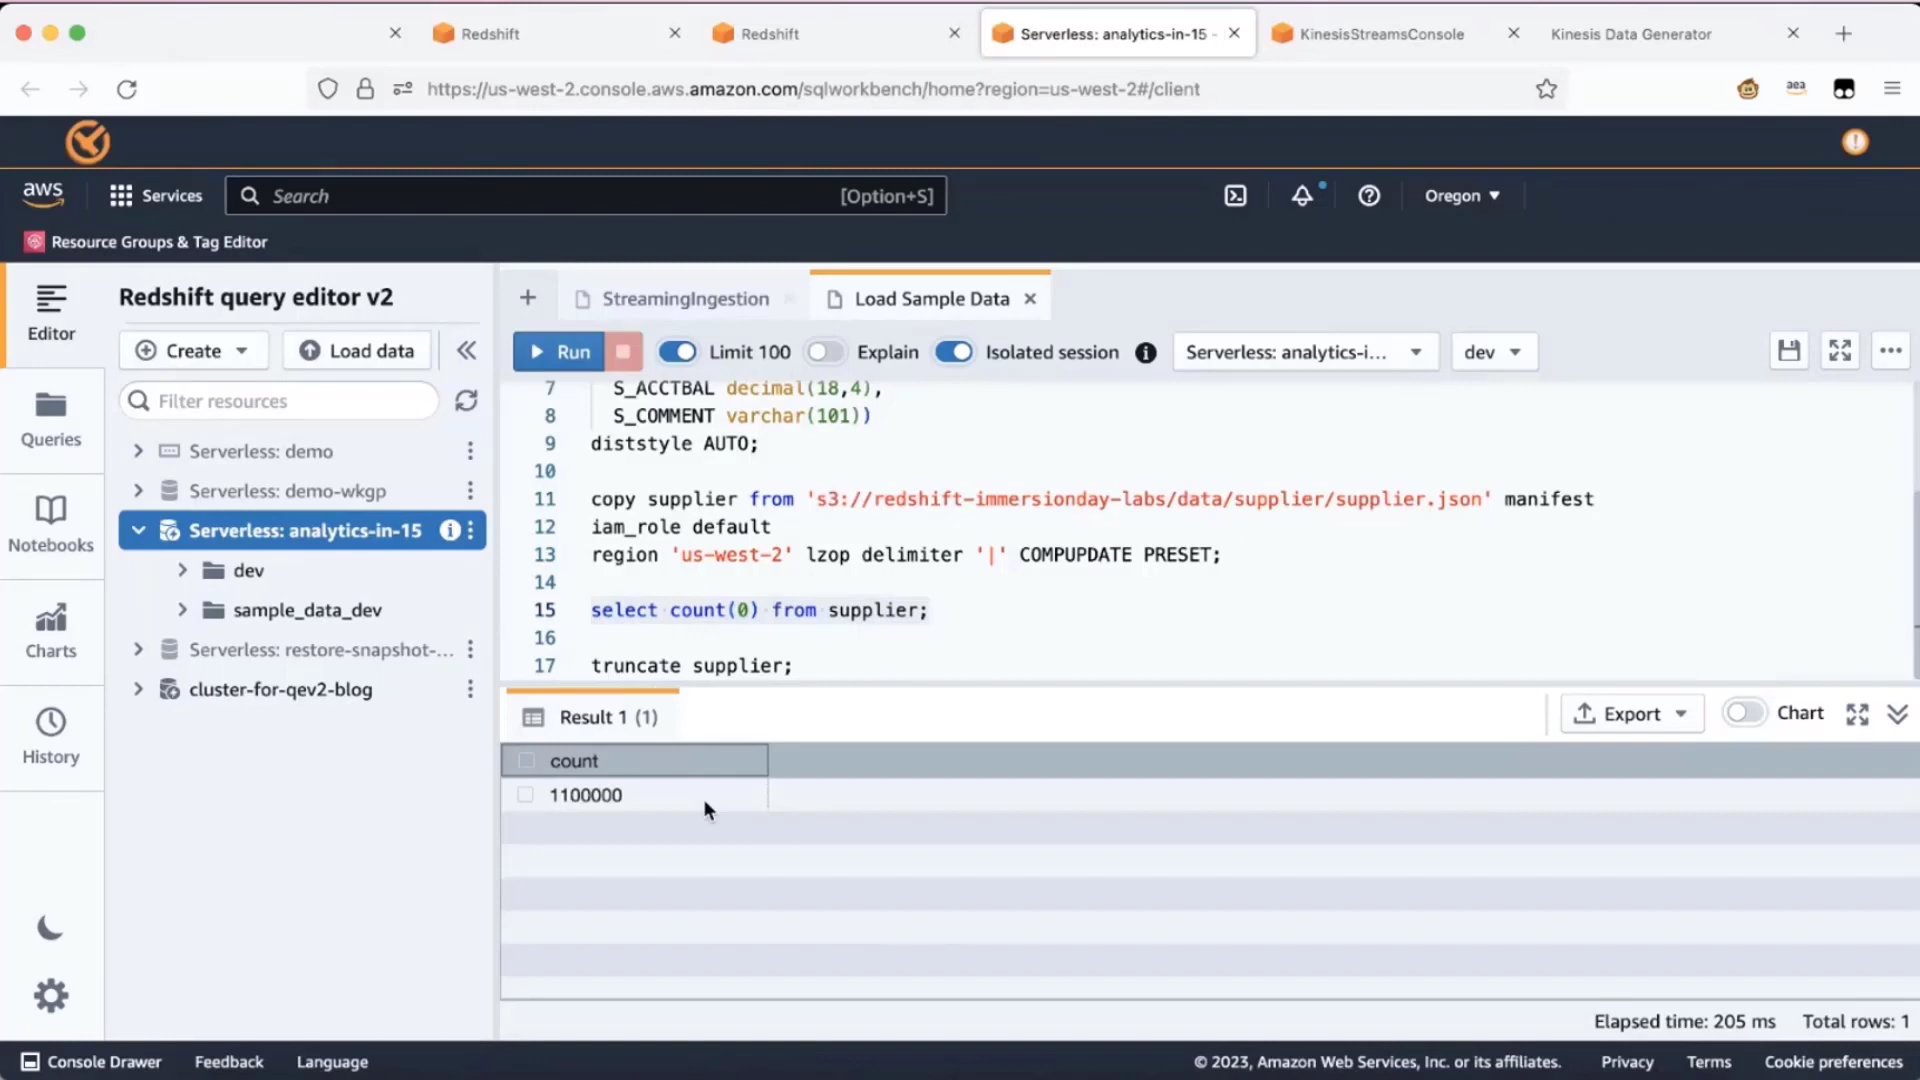 Redshift
Redshift
Serverless: analytics-in-15 -
KinesisStreamsConsole
Kinesis Data Generator
https://us-west-2.console.aws.amazon.com/sqlworkbench/home?region=us-west-2#/client
aea
aws
Services
Search
[Option+S]
Oregon
Resource Groups & Tag Editor
Editor
Queries
Notebooks
Charts
History
Redshift query editor v2
Create
Load data
Filter resources
Serverless: demo
Serverless: demo-wkgp
Serverless: analytics-in-15
dev
sample_data_dev
Serverless: restore-snapshot-...
cluster-for-qev2-blog
StreamingIngestion
Load Sample Data
Run
Limit 100
Explain
Isolated session
Serverless: analytics-i...
dev
7 S_ACCTBAL decimal(18,4),
8 S_COMMENT varchar(101))
9 diststyle AUTO;
10
11 copy supplier from 's3://redshift-immersionday-labs/data/supplier/supplier.json' manifest
12 iam_role default
13 region 'us-west-2' lzop delimiter '|' COMPUPDATE PRESET;
14
15 select count(0) from supplier;
16
17 truncate supplier;
Result 1 (1)
Export
Chart
count
1100000
Elapsed time: 205 ms
Total rows: 1
Console Drawer
Feedback
Language
© 2023, Amazon Web Services, Inc. or its affiliates.
Privacy
Terms
Cookie preferences